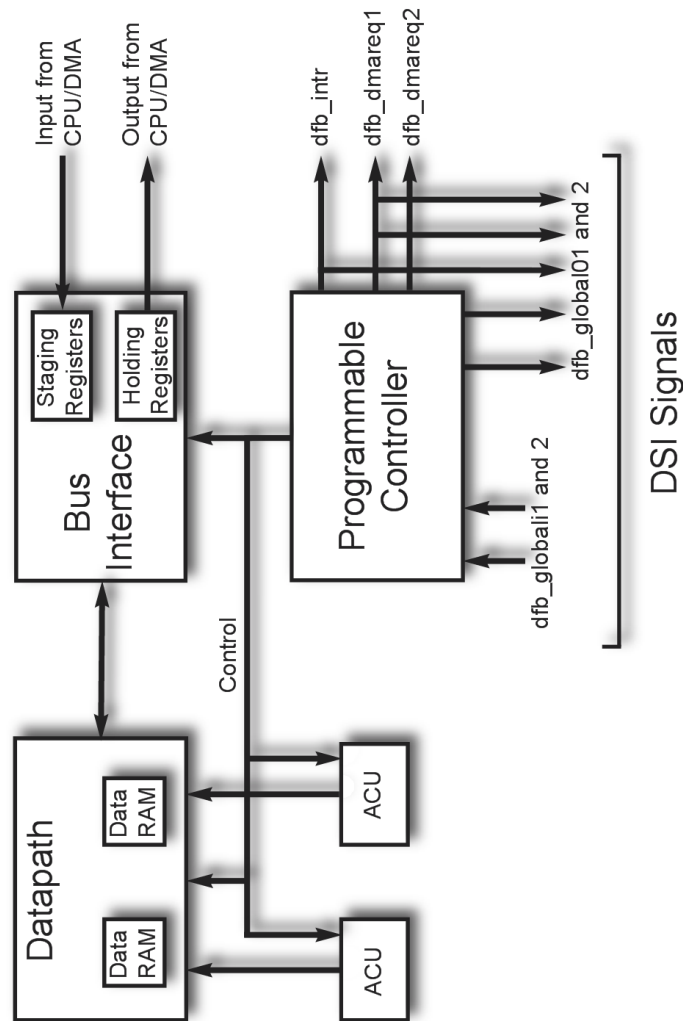 Datapath
Data
RAM
Data
RAM
Bus
Interface
Staging
Registers
Holding
Registers
Input from
CPU/DMA
Output from
CPU/DMA
Control
ACU
ACU
Programmable
Controller
dfb_intr
dfb_dmareq1
dfb_dmareq2
dfb_globali1 and 2
dfb_global01 and 2
DSI Signals